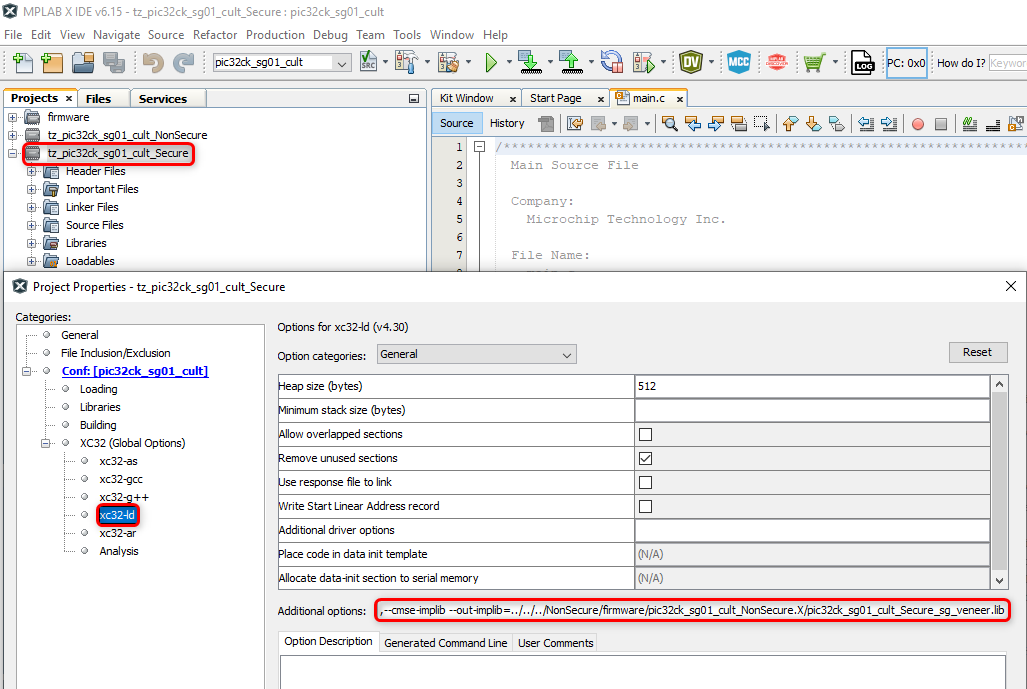 MPLAB X IDE v6.15 - tz_pic32ck_sg01_cult_Secure : pic32ck_sg01_cult
File Edit View Navigate Source Refactor Production Debug Team Tools Window Help
pic32ck_sg01_cult SRC DV MCC LOG PC: 0x0 How do I?
Projects × Files Services
firmware
tz_pic32ck_sg01_cult_NonSecure
tz_pic32ck_sg01_cult_Secure
Header Files
Important Files
Linker Files
Source Files
Libraries
Loadables
Kit Window × Start Page × main.c ×
Source History
1 /*******************************************************************************
2 Main Source File
3
4 Company:
5 Microchip Technology Inc.
6
7 File Name:
Project Properties - tz_pic32ck_sg01_cult_Secure
Categories:
General
File Inclusion/Exclusion
Conf: [pic32ck_sg01_cult]
Loading
Libraries
Building
XC32 (Global Options)
xc32-as
xc32-gcc
xc32-g++
xc32-ld
xc32-ar
Analysis
Options for xc32-ld (v4.30)
Option categories: General Reset
Heap size (bytes) 512
Minimum stack size (bytes)
Allow overlapped sections
Remove unused sections
Use response file to link
Write Start Linear Address record
Additional driver options
Place code in data init template (N/A)
Allocate data-init section to serial memory (N/A)
Additional options: ,--cmse-implib --out-implib=../../../NonSecure/firmware/pic32ck_sg01_cult_NonSecure.X/pic32ck_sg01_cult_Secure_sg_veneer.lib
Option Description Generated Command Line User Comments